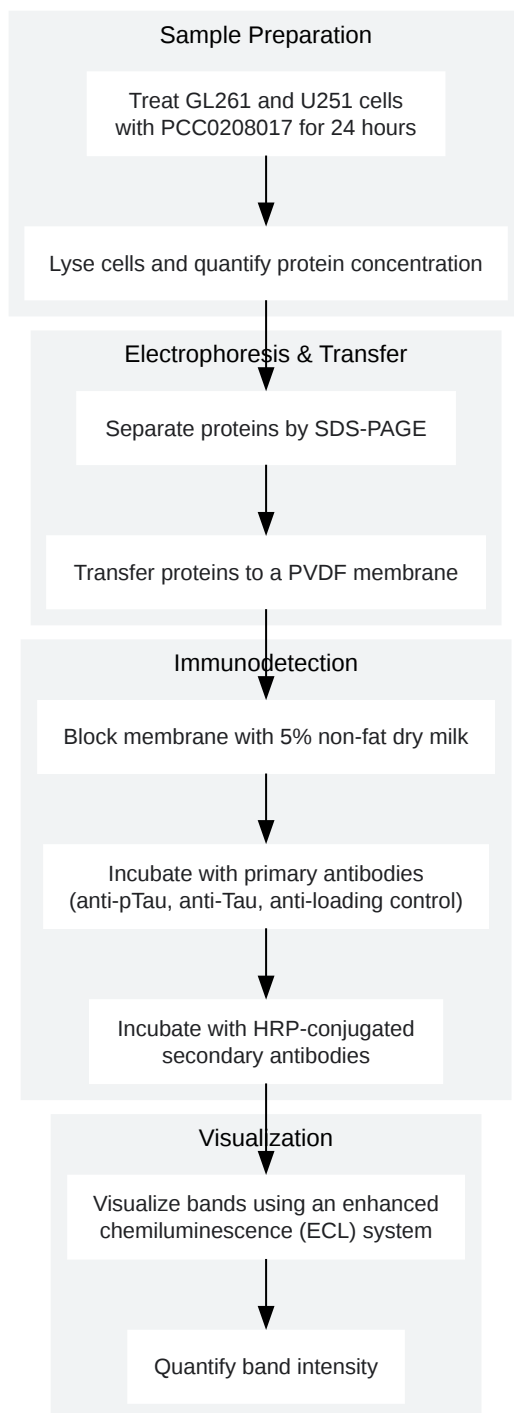 Sample Preparation
Treat GL261 and U251 cells
with PCC0208017 for 24 hours
Lyse cells and quantify protein concentration
Electrophoresis & Transfer
Separate proteins by SDS-PAGE
Transfer proteins to a PVDF membrane
Immunodetection
Block membrane with 5% non-fat dry milk
Incubate with primary antibodies
(anti-pTau, anti-Tau, anti-loading control)
Incubate with HRP-conjugated
secondary antibodies
Visualization
Visualize bands using an enhanced
chemiluminescence (ECL) system
Quantify band intensity